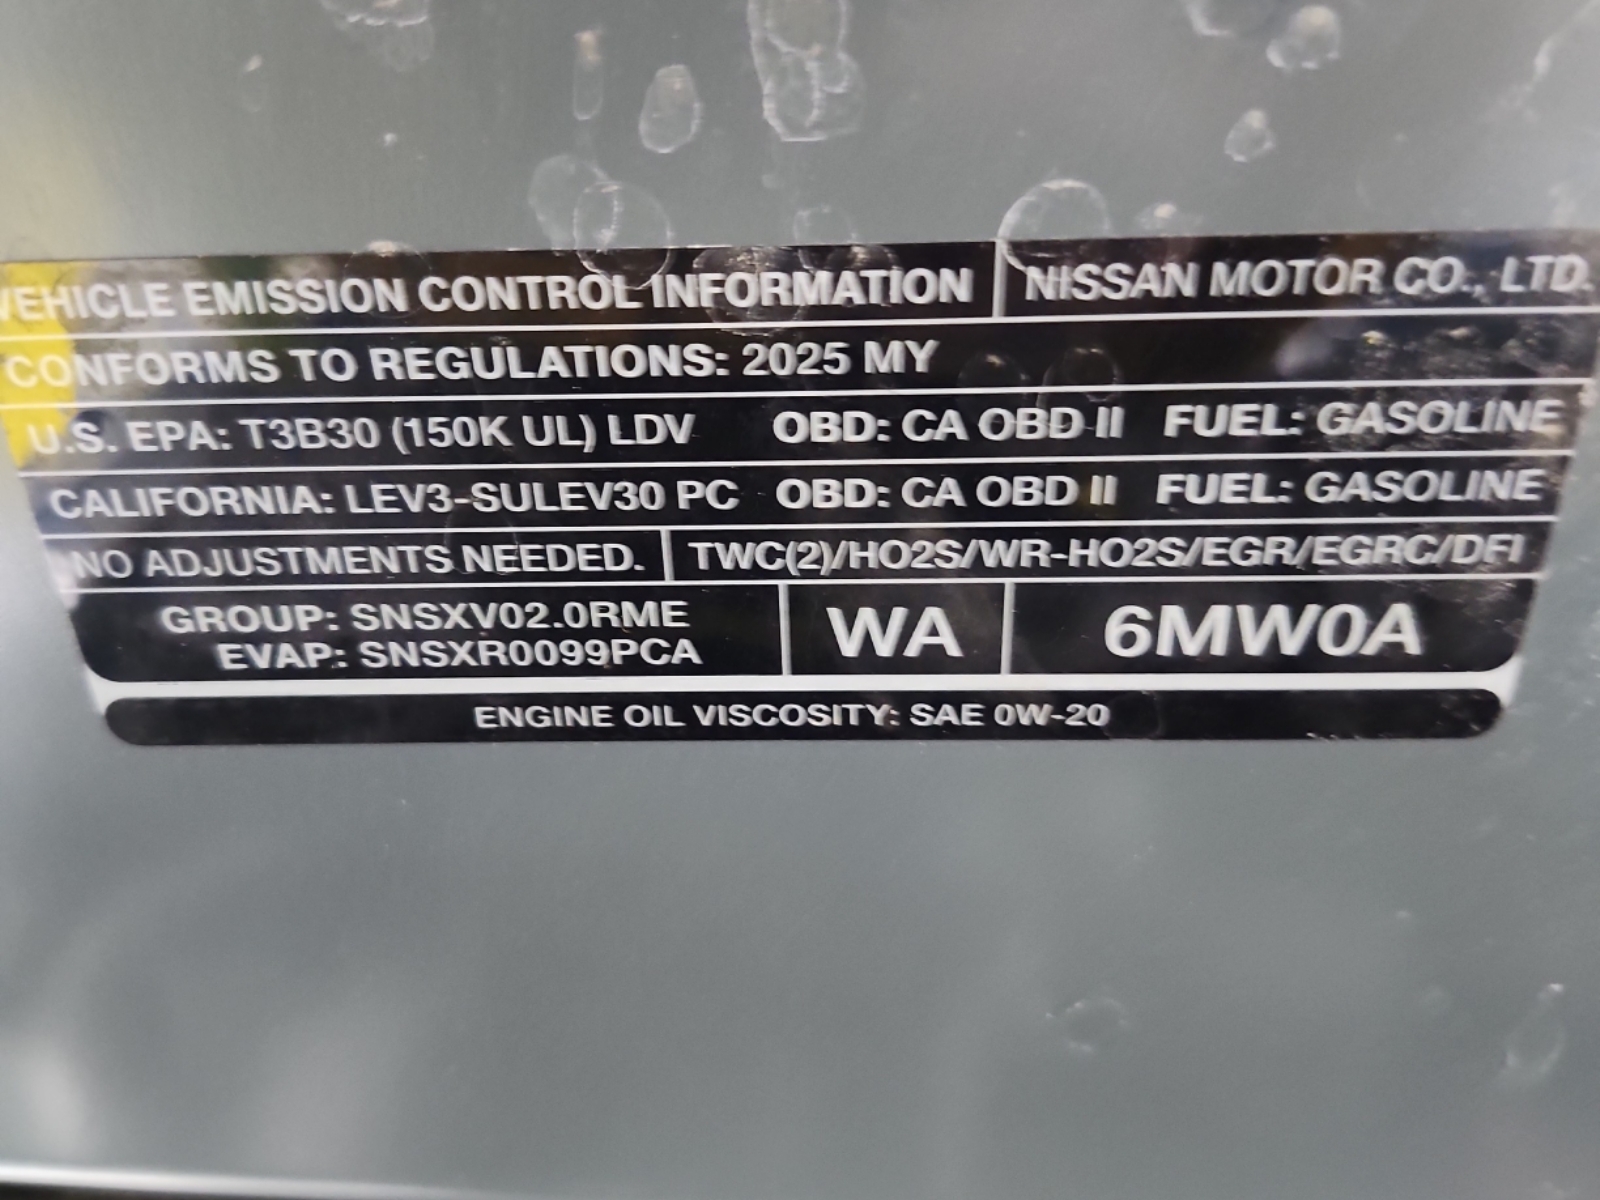 VEHICLE EMISSION CONTROL INFORMATION NISSAN MOTOR CO., LTD.
CONFORMS TO REGULATIONS: 2025 MY
U.S. EPA: T3B30 (150K UL) LDV OBD: CA OBD II FUEL: GASOLINE
CALIFORNIA: LEV3-SULEV30 PC OBD: CA OBD II FUEL: GASOLINE
NO ADJUSTMENTS NEEDED. TWC(2)/HO2S/WR-HO2S/EGR/EGRC/DFI
GROUP: SNSXV02.0RME
EVAP: SNSXR0099PCA
WA
6MW0A
ENGINE OIL VISCOSITY: SAE 0W-20